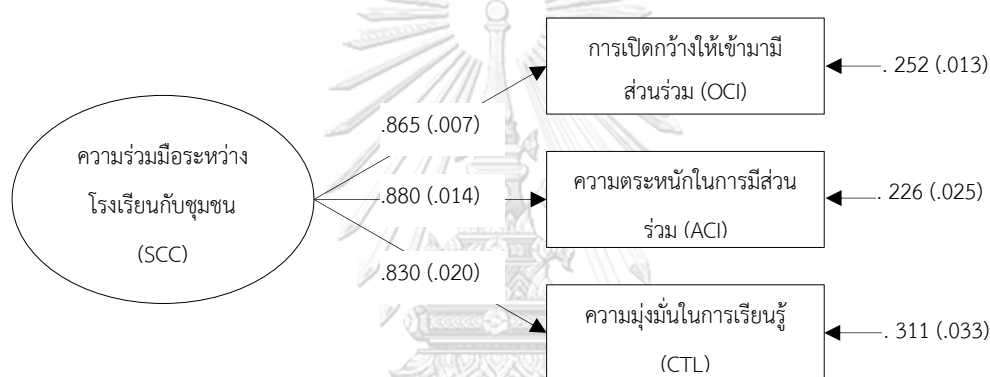 การเปิดกว้างให้เข้ามามี
ส่วนร่วม (OCI)
. 252 (.013)
.865 (.007)
ความร่วมมือระหว่าง
โรงเรียนกับชุมชน
(SCC)
.880 (.014)
ความตระหนักในการมีส่วน
ร่วม (ACI)
. 226 (.025)
.830 (.020)
ความมุ่งมั่นในการเรียนรู้
(CTL)
. 311 (.033)